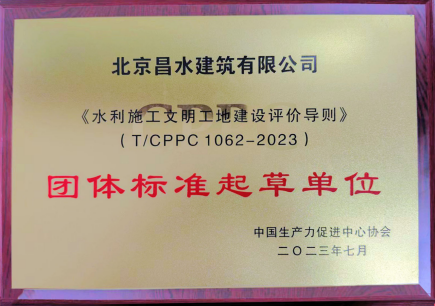 北京昌水建筑有限公司
《水利施工文明工地建设评价导则》
（T/CPPC 1062-2023）
团体标准起草单位
中国生产力促进中心协会
二〇二三年七月